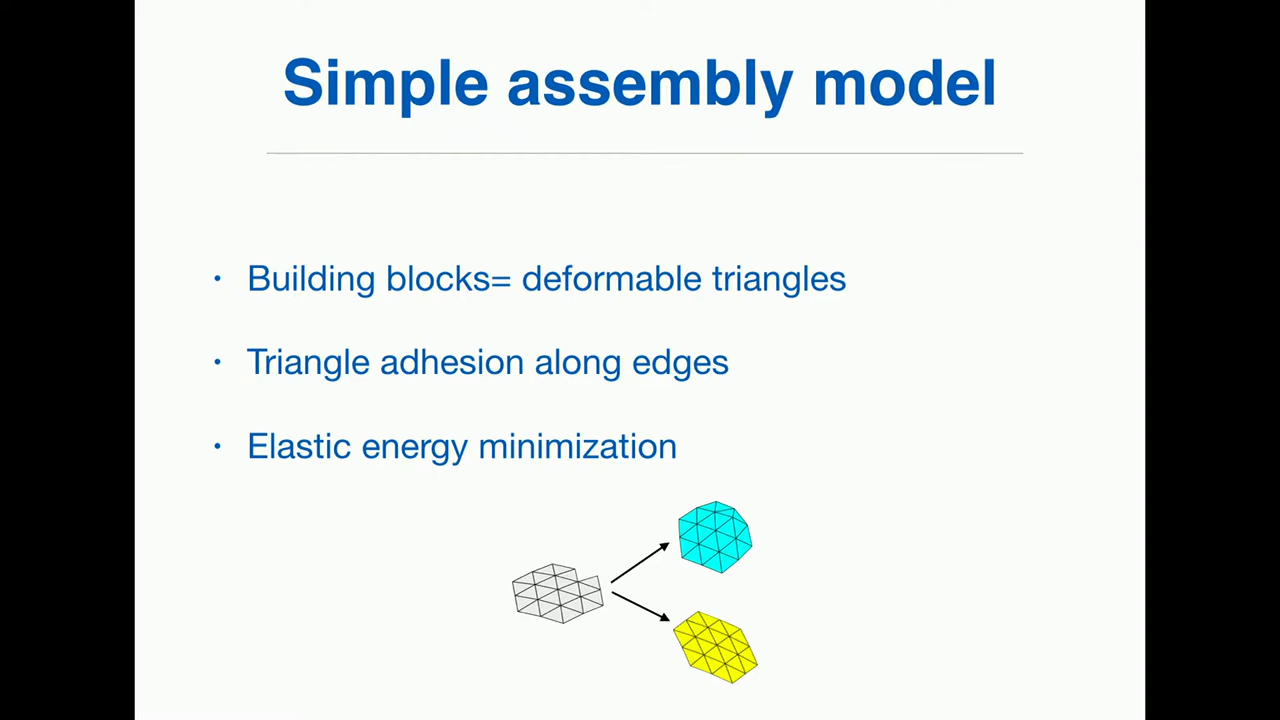 Simple assembly model
• Building blocks= deformable triangles
• Triangle adhesion along edges
• Elastic energy minimization